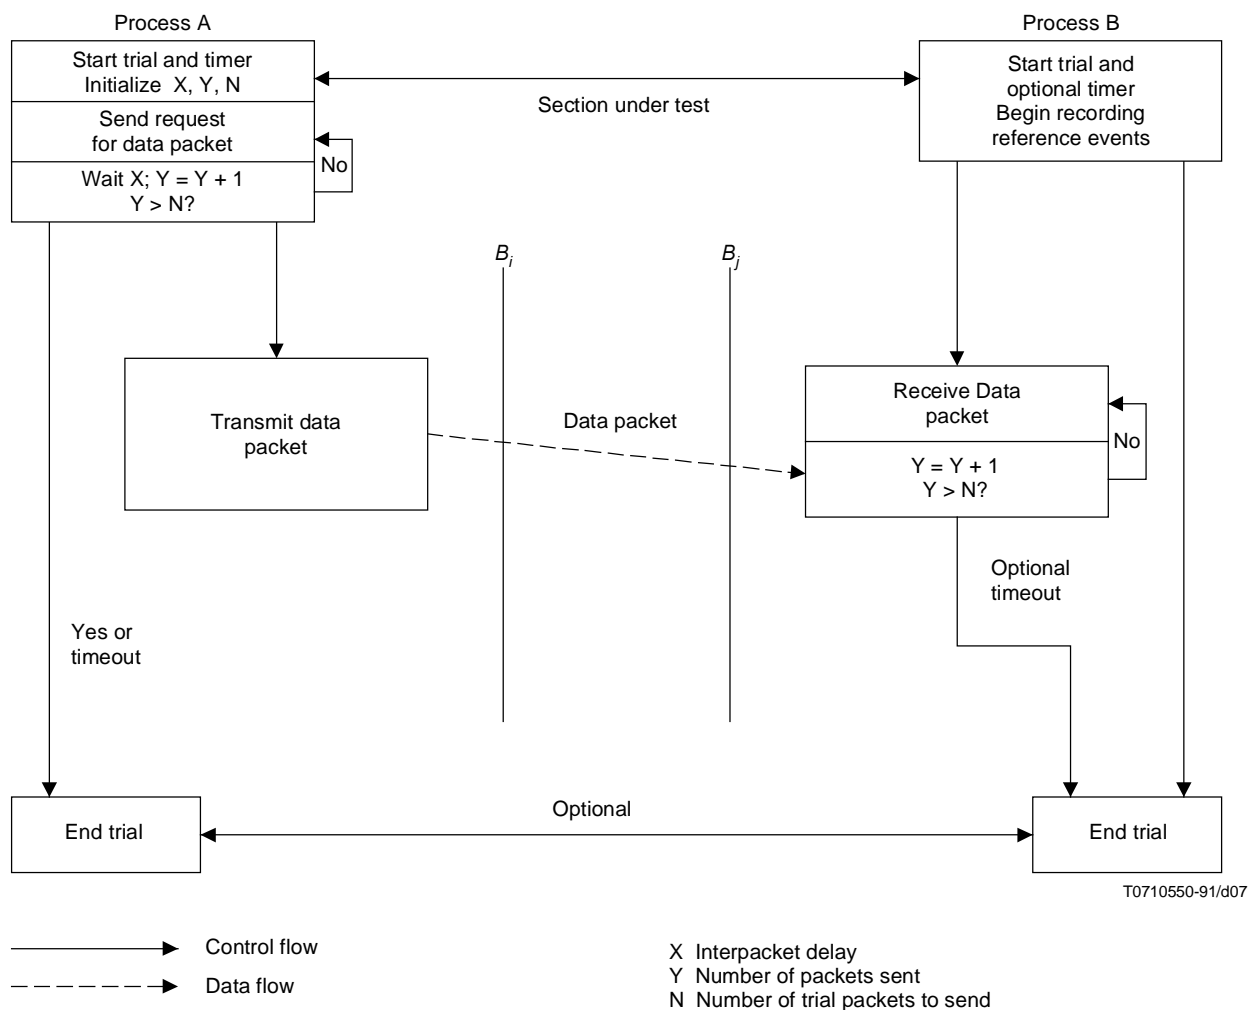 Process A
Process B
Start trial and timer
Initialize X, Y, N
Send request
for data packet
No
Wait X; Y = Y + 1
Y > N?
Section under test
Start trial and
optional timer
Begin recording
reference events
B_i
B_j
Transmit data
packet
Data packet
Receive Data
packet
No
Y = Y + 1
Y > N?
Optional
timeout
Yes or
timeout
End trial
Optional
End trial
T0710550-91/d07
Control flow
Data flow
X Interpacket delay
Y Number of packets sent
N Number of trial packets to send